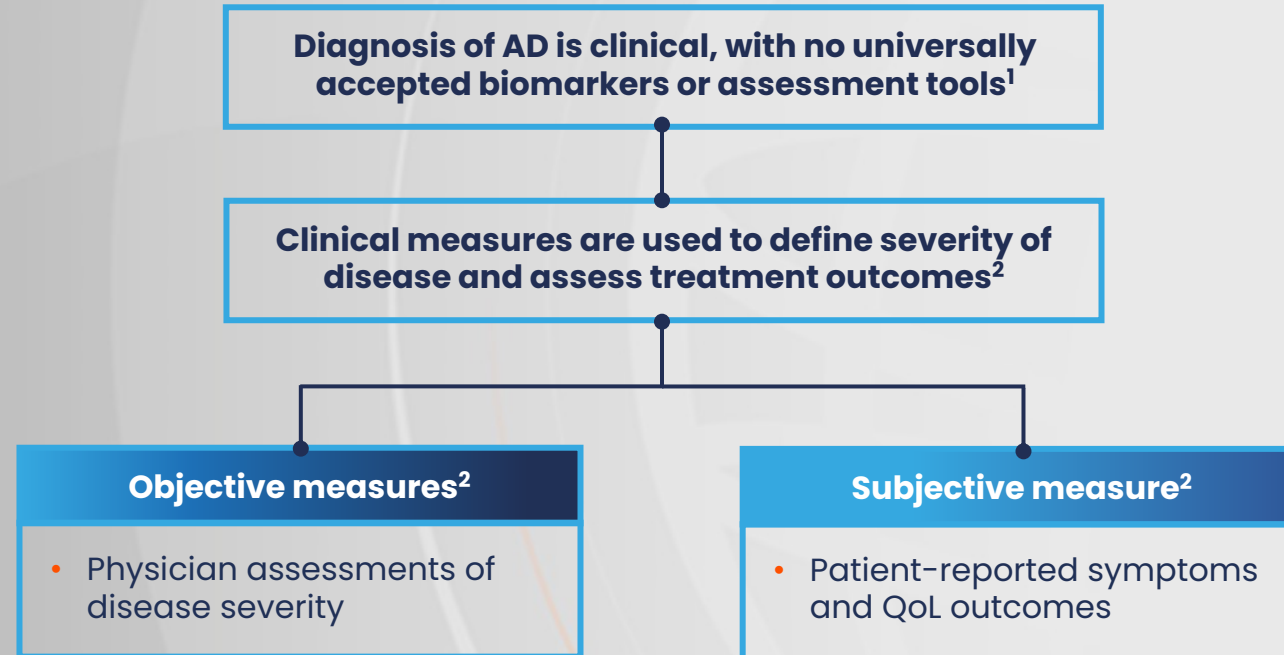 Diagnosis of AD is clinical, with no universally
accepted biomarkers or assessment tools¹
Clinical measures are used to define severity of
disease and assess treatment outcomes²
Objective measures²
• Physician assessments of
disease severity
Subjective measure²
• Patient-reported symptoms
and QoL outcomes